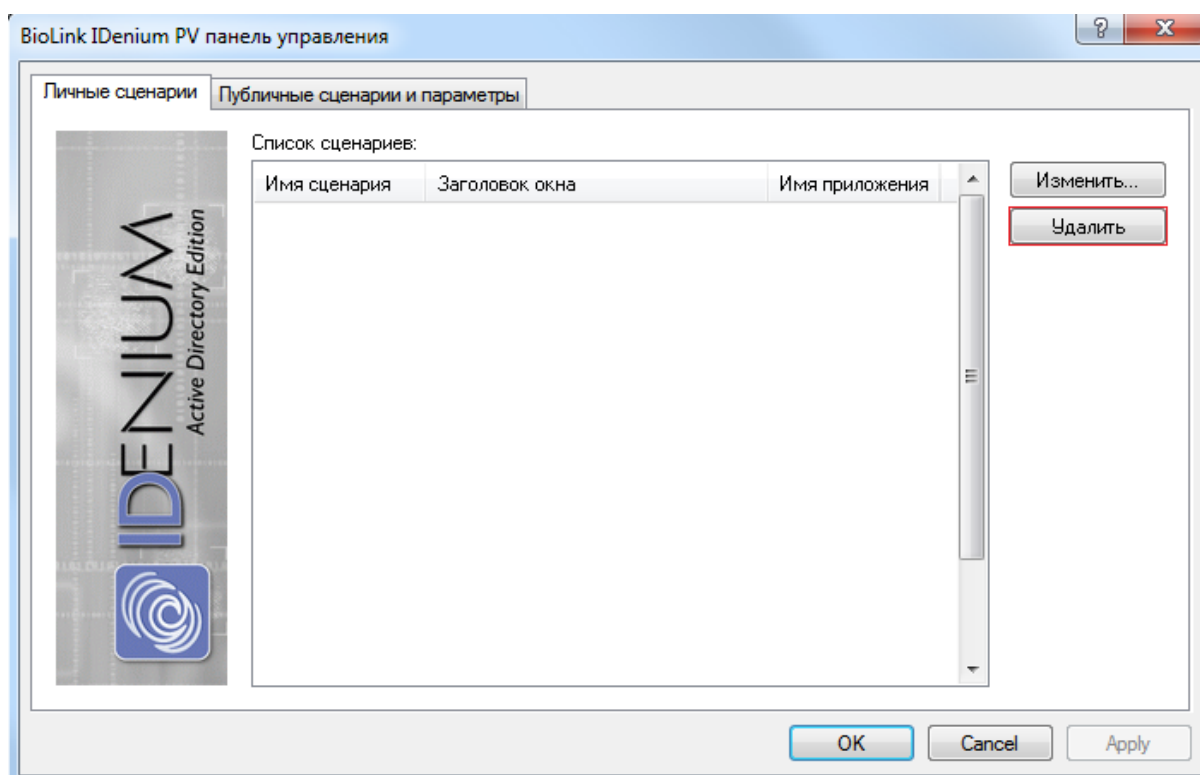 BioLink IDenium PV панель управления
Личные сценарии
Публичные сценарии и параметры
Список сценариев:
Имя сценария Заголовок окна Имя приложения
Изменить...
Удалить
IDENIUM
Active Directory Edition
OK Cancel Apply